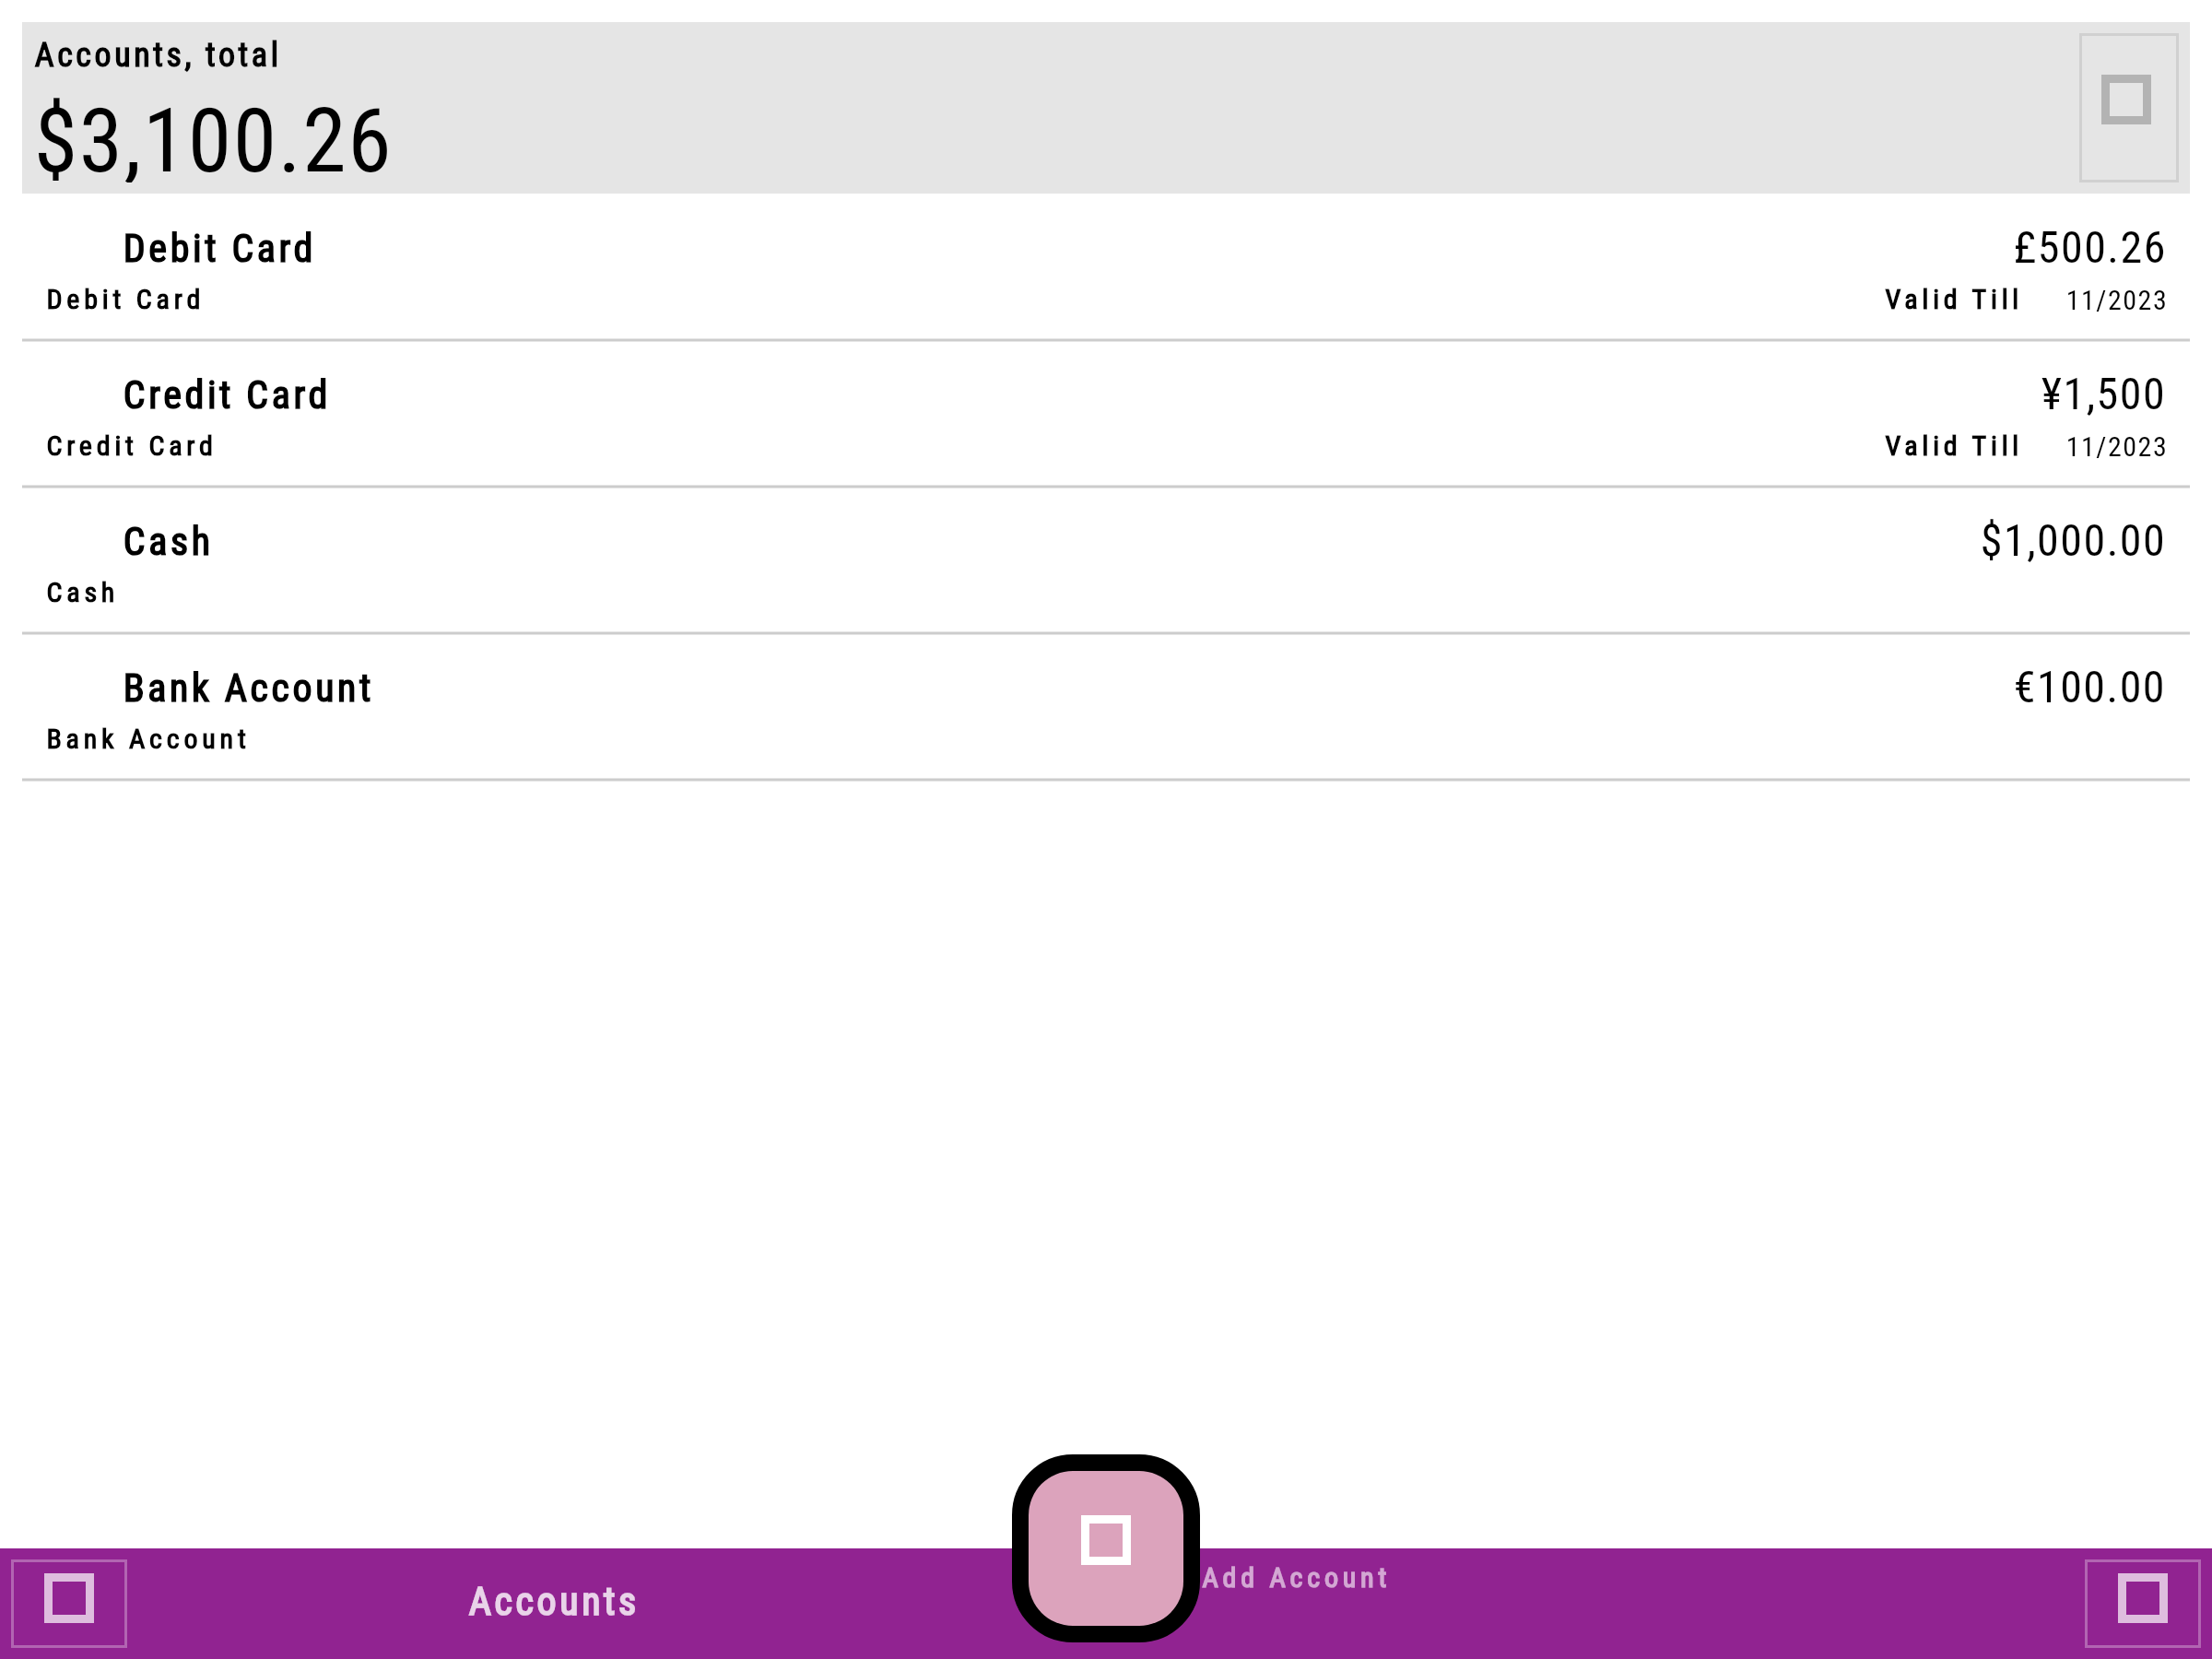 Accounts, total
$3,100.26
Debit Card £500.26
Debit Card Valid Till 11/2023
Credit Card ¥1,500
Credit Card Valid Till 11/2023
Cash $1,000.00
Cash
Bank Account €100.00
Bank Account
Add Account
Accounts